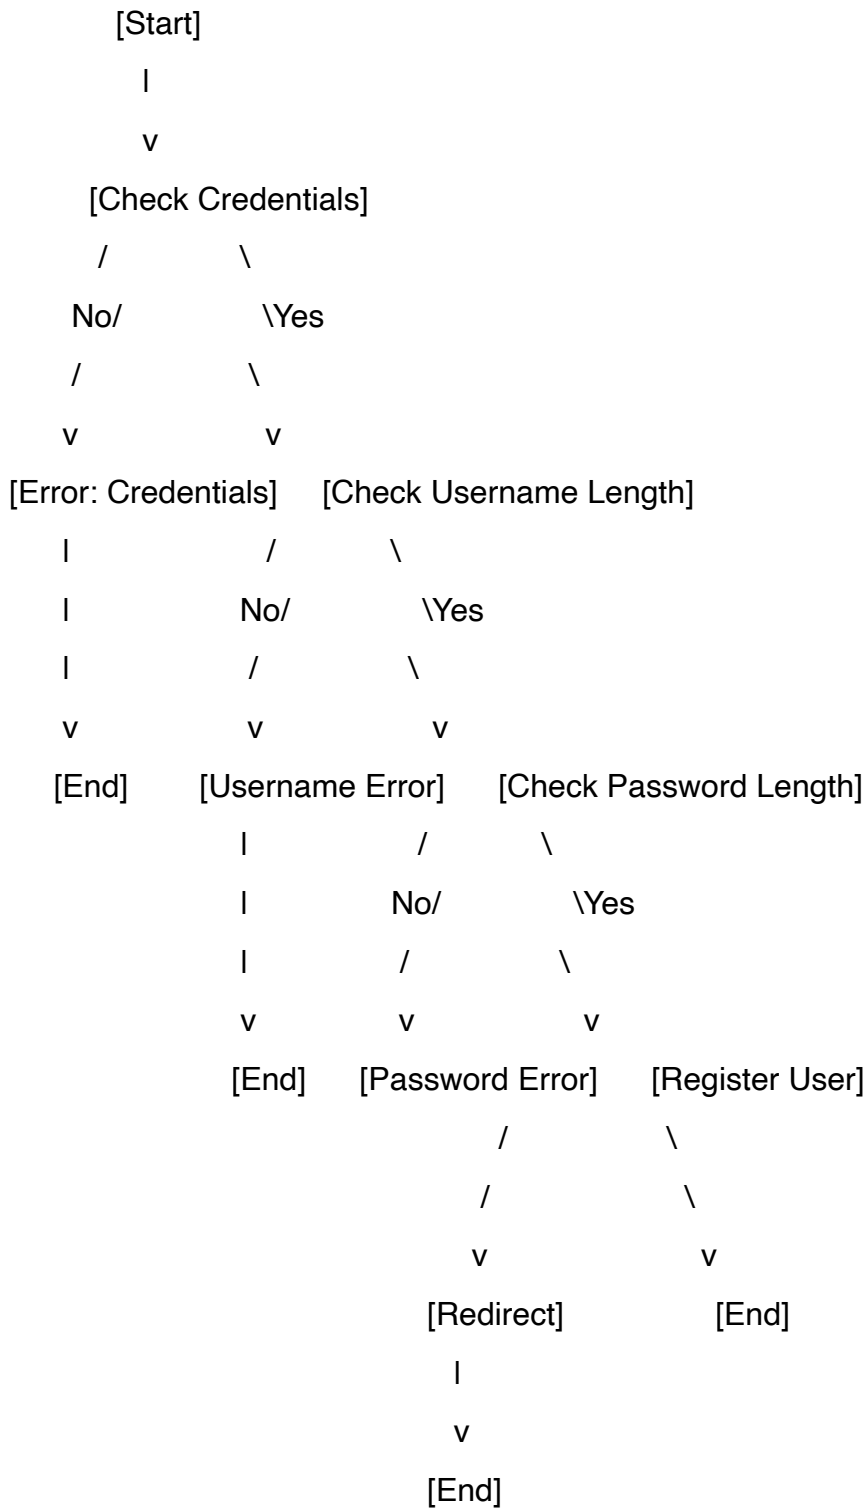 [Start]
|
v
[Check Credentials]
/ \
No/ \Yes
/ \
v v
[Error: Credentials] [Check Username Length]
| / \
| No/ \Yes
| / \
v v v
[End] [Username Error] [Check Password Length]
| / \
| No/ \Yes
| / \
v v v
[End] [Password Error] [Register User]
/ \
/ \
v v
[Redirect] [End]
|
v
[End]